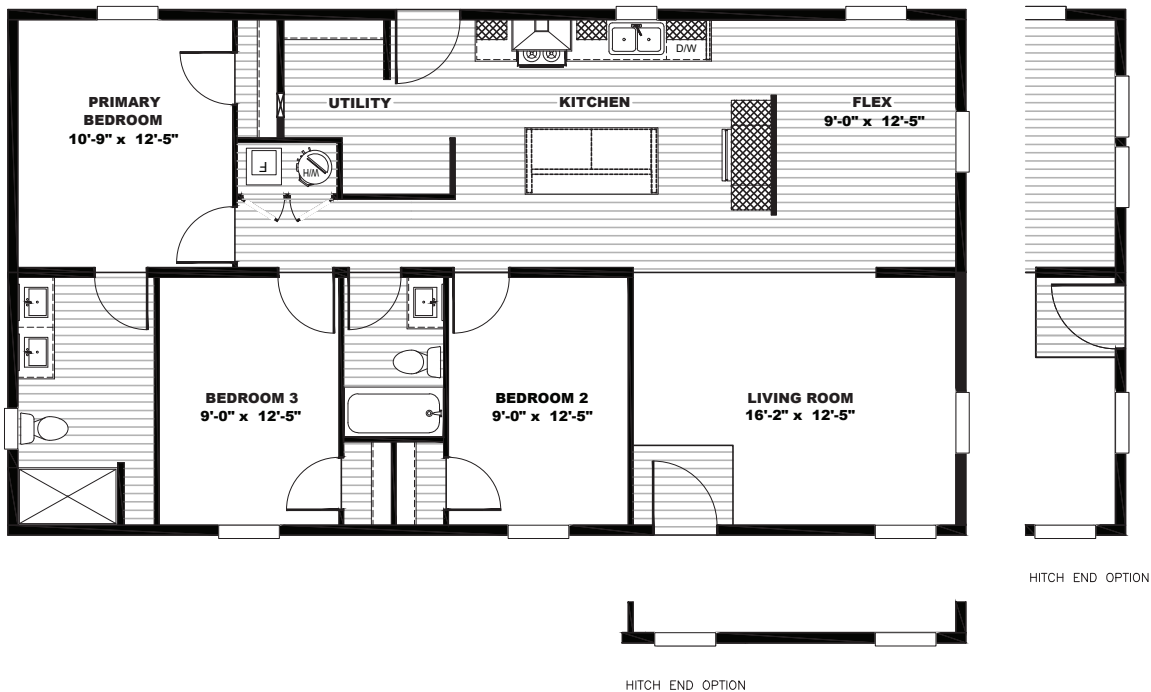 D/W
PRIMARY
BEDROOM
10'-9" x 12'-5"
UTILITY
KITCHEN
FLEX
9'-0" x 12'-5"
F
W/H
BEDROOM 3
9'-0" x 12'-5"
BEDROOM 2
9'-0" x 12'-5"
LIVING ROOM
16'-2" x 12'-5"
HITCH END OPTION
HITCH END OPTION